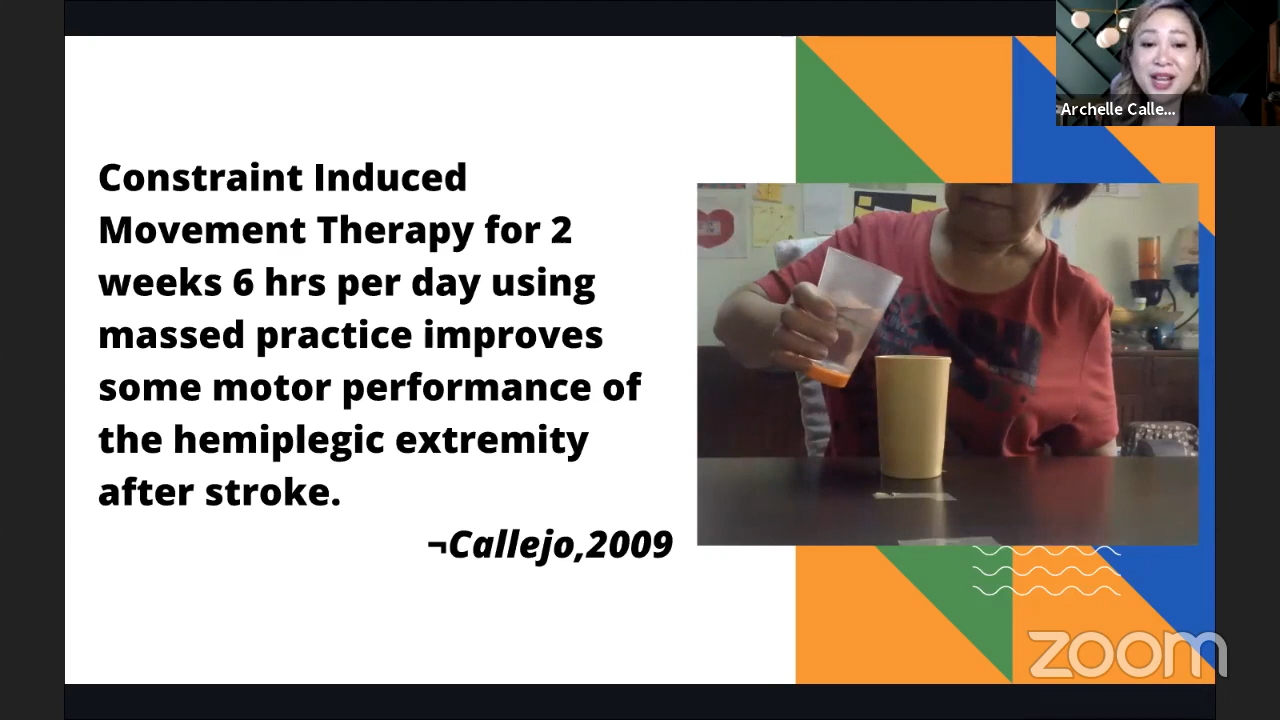 Archelle Calle...
Constraint Induced
Movement Therapy for 2
weeks 6 hrs per day using
massed practice improves
some motor performance of
the hemiplegic extremity
after stroke.
¬Callejo,2009
zoom